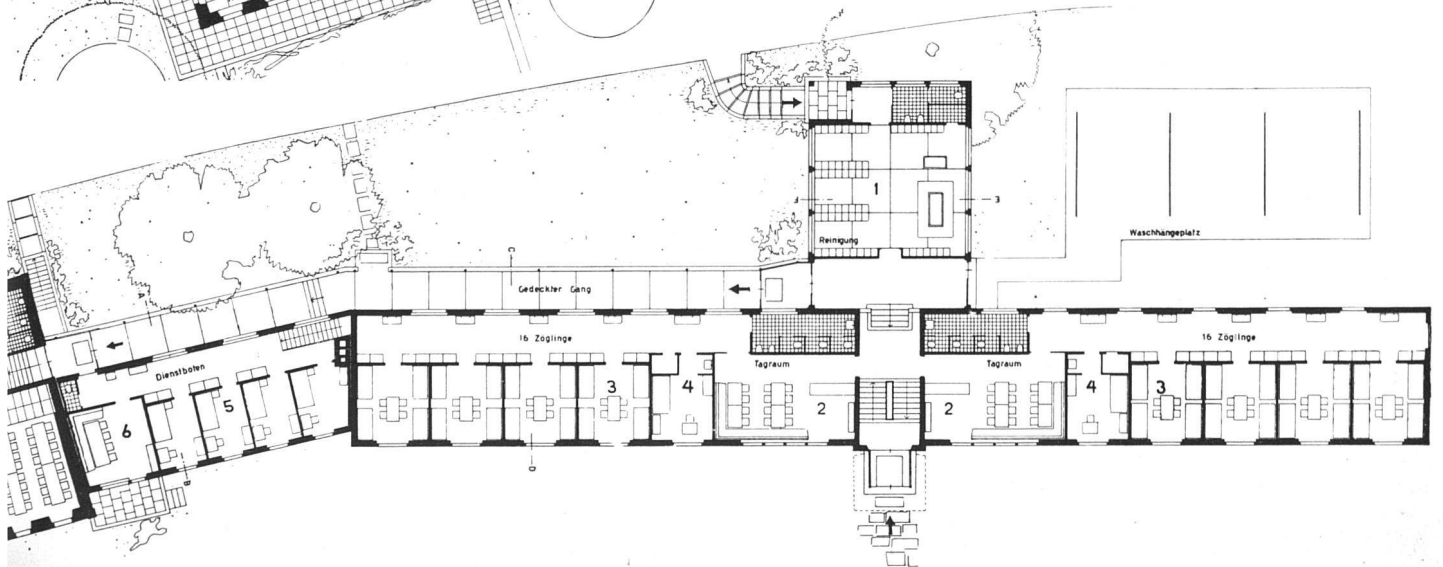 1
F
E
Reinigung
Waschhängeplatz
C
Gedeckter Gang
A
16 Zöglinge
16 Zöglinge
Dienstboten
Tagraum
Tagraum
3
4
2
2
4
3
5
6
D
B